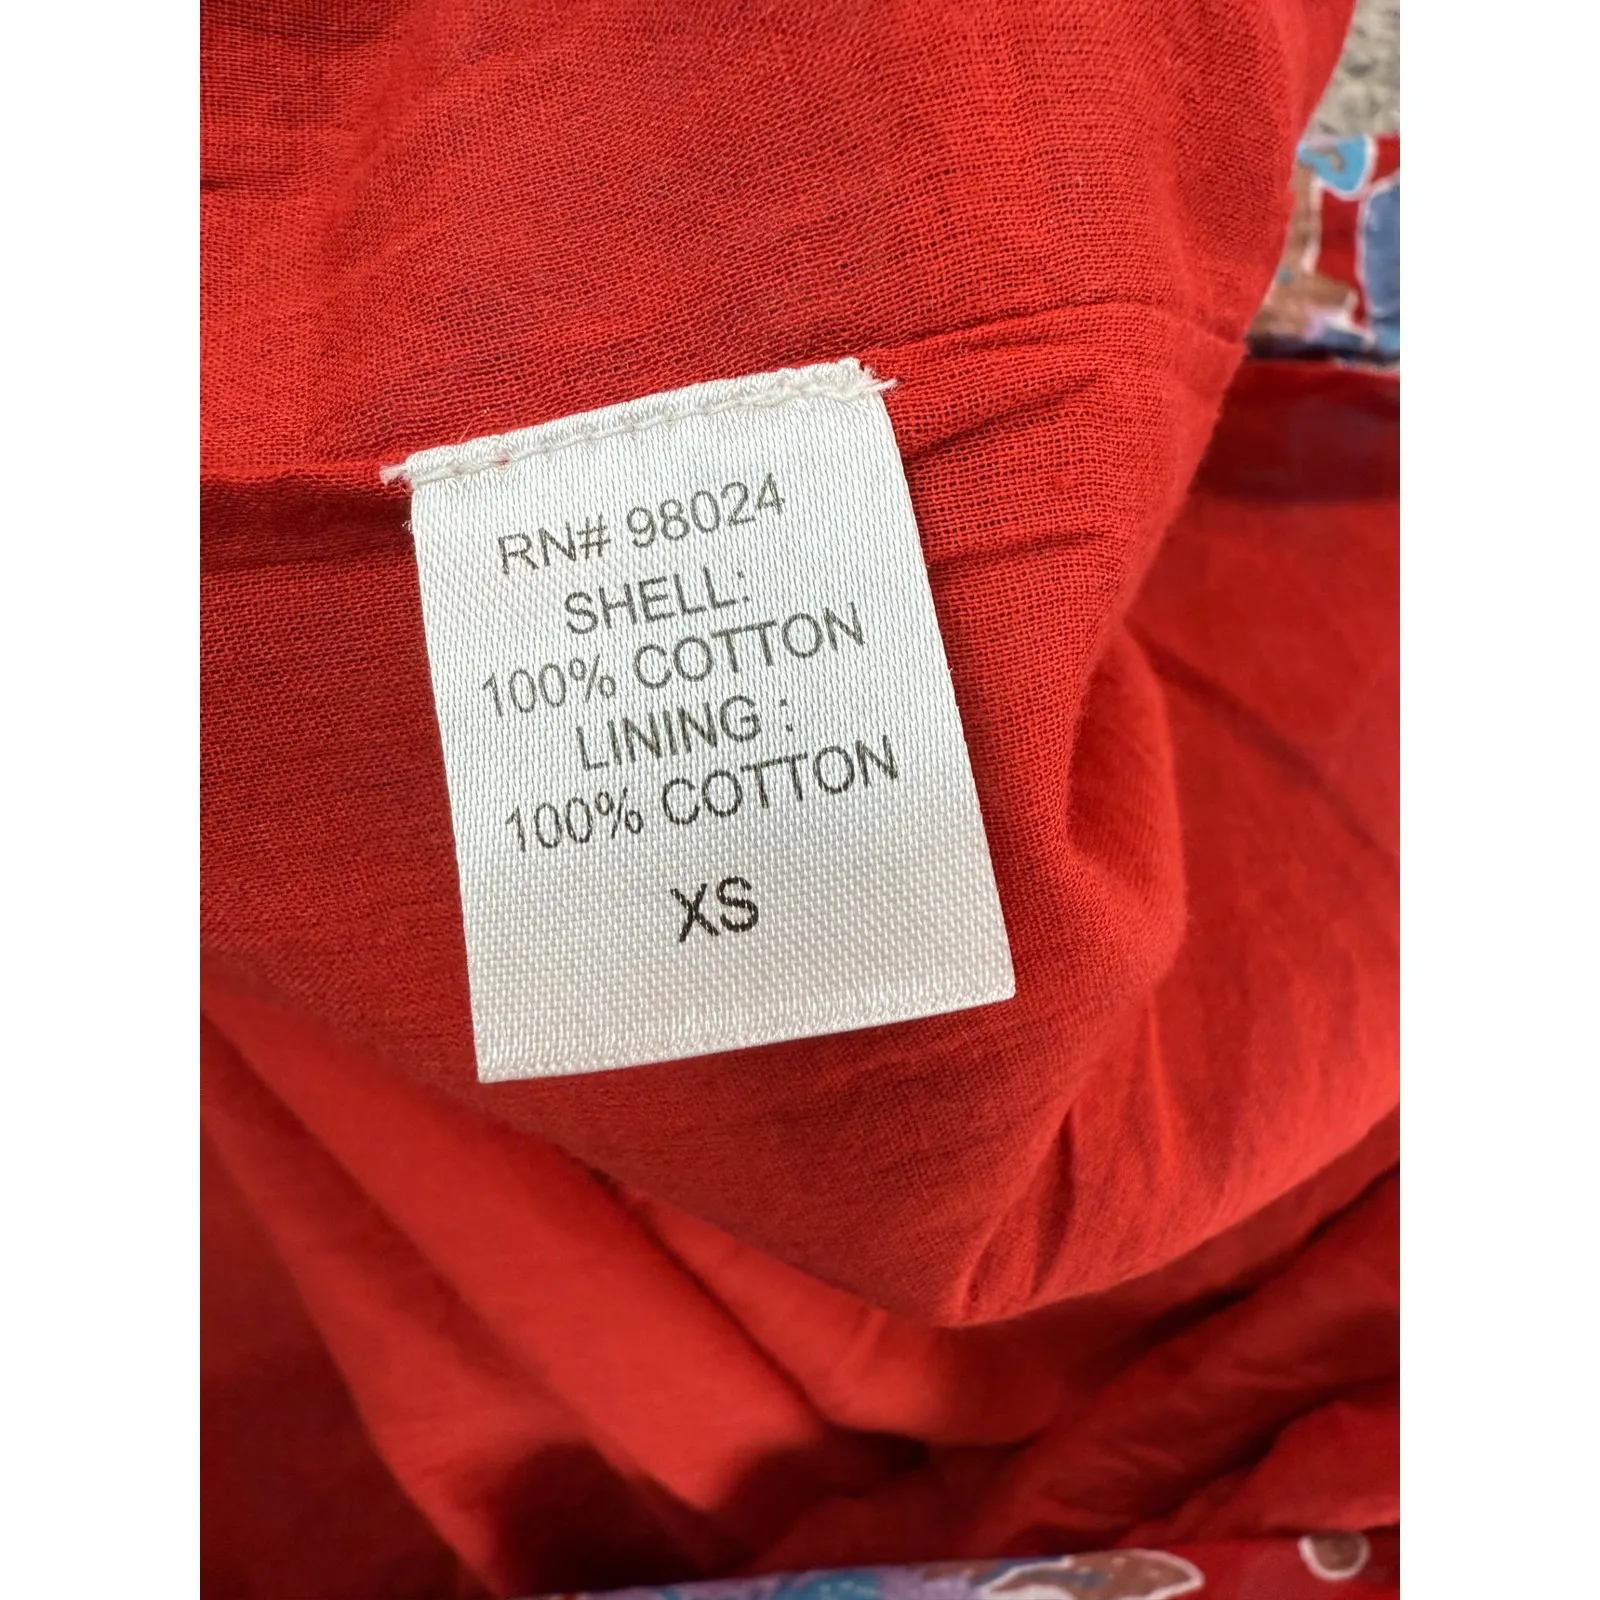 RN# 98024
SHELL:
100% COTTON
LINING :
100% COTTON
XS